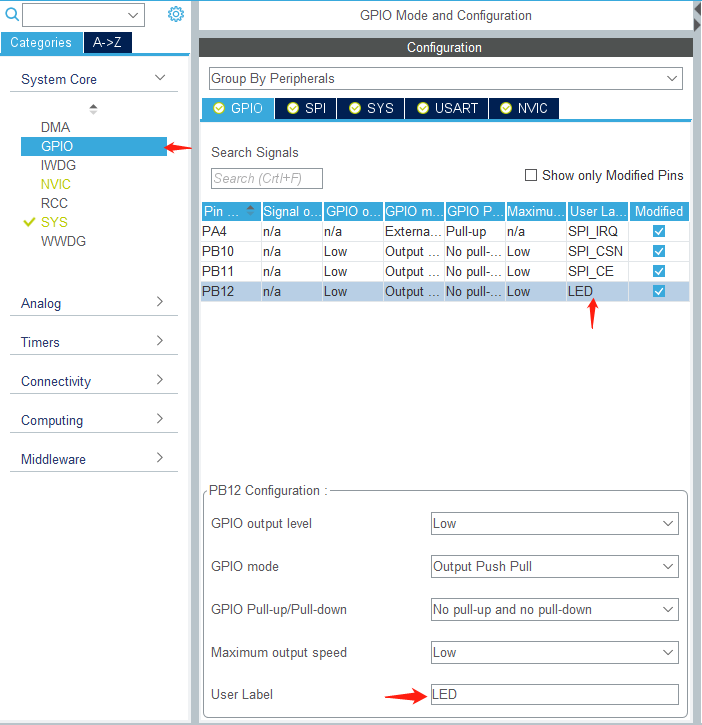 GPIO Mode and Configuration
Categories A->Z
System Core
DMA
GPIO
IWDG
NVIC
RCC
SYS
WWDG
Analog
Timers
Connectivity
Computing
Middleware
Configuration
Group By Peripherals
GPIO SPI SYS USART NVIC
Search Signals
Search (CrtI+F)
Show only Modified Pins
Pin ... Signal o... GPIO o... GPIO m... GPIO P... Maximu... User La... Modified
PA4 n/a n/a Externa... Pull-up n/a SPI_IRQ
PB10 n/a Low Output ... No pull-... Low SPI_CSN
PB11 n/a Low Output ... No pull-... Low SPI_CE
PB12 n/a Low Output ... No pull-... Low LED
PB12 Configuration :
GPIO output level Low
GPIO mode Output Push Pull
GPIO Pull-up/Pull-down No pull-up and no pull-down
Maximum output speed Low
User Label LED